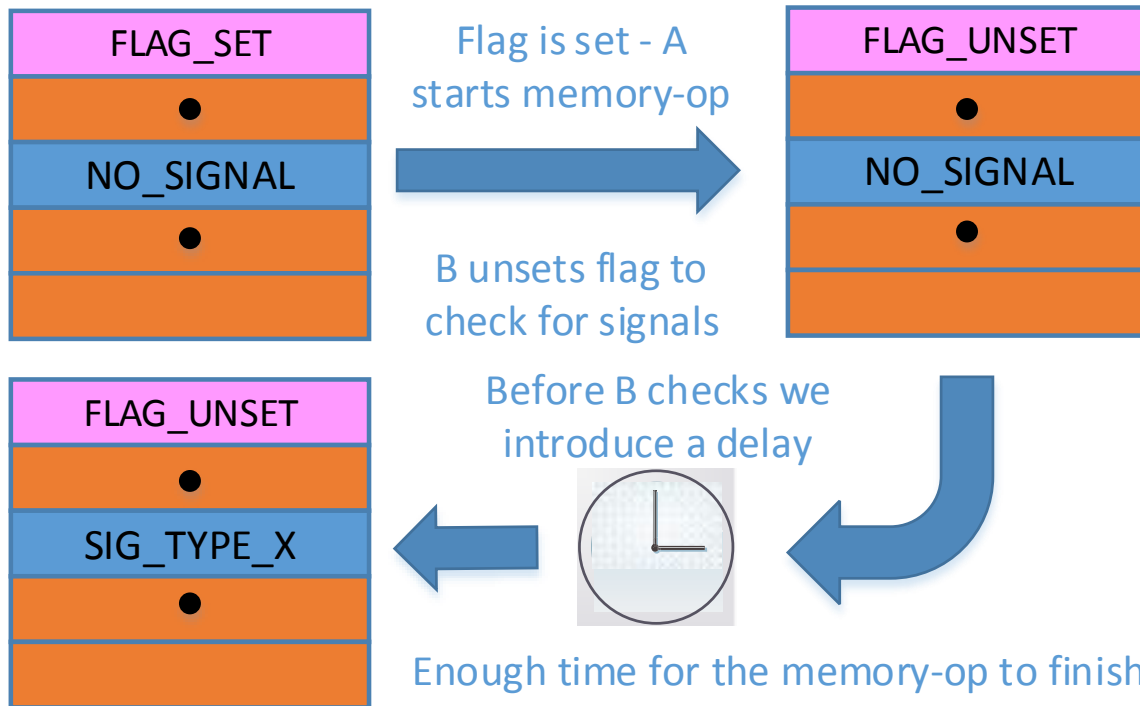 FLAG_SET
NO_SIGNAL
Flag is set - A
starts memory-op
B unsets flag to
check for signals
FLAG_UNSET
NO_SIGNAL
Before B checks we
introduce a delay
Enough time for the memory-op to finish
FLAG_UNSET
SIG_TYPE_X